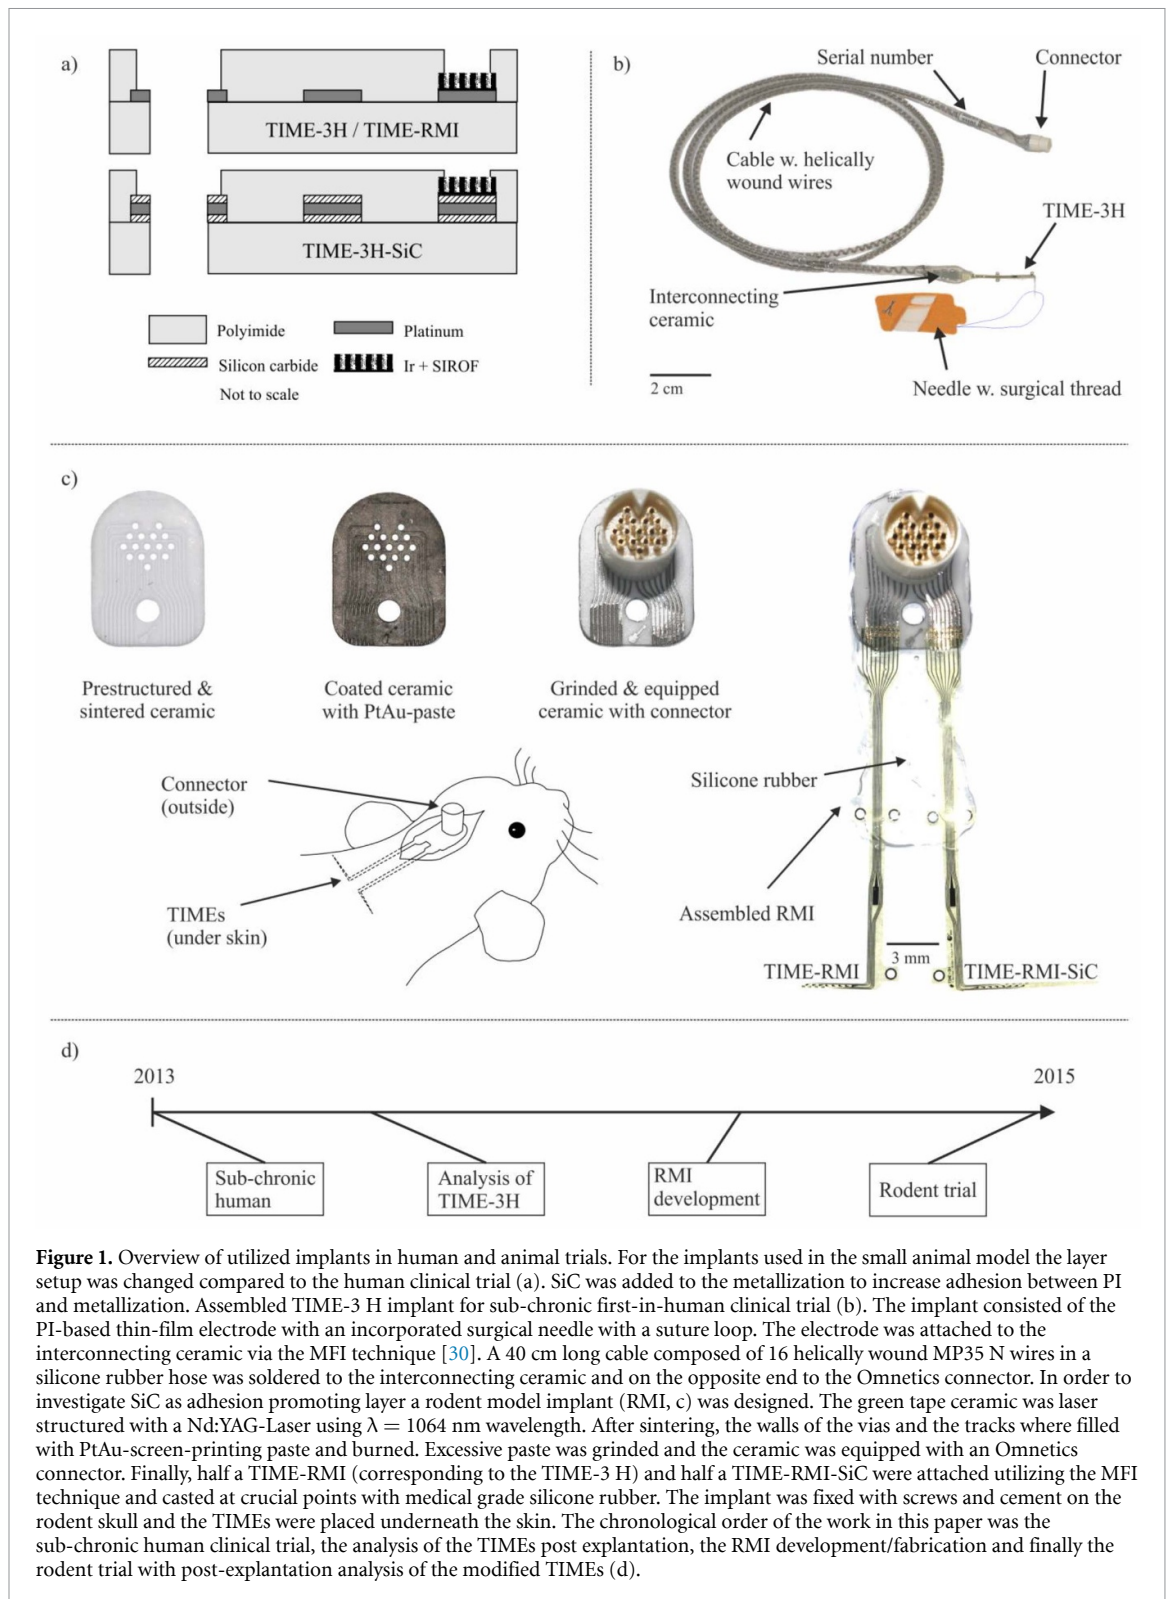 a)
TIME-3H / TIME-RMI
TIME-3H-SiC
Polyimide
Platinum
Silicon carbide
Ir + SIROF
Not to scale
b)
Serial number
Connector
Cable w. helically
wound wires
TIME-3H
Interconnecting
ceramic
2 cm
Needle w. surgical thread
c)
Prestructured &
sintered ceramic
Coated ceramic
with PtAu-paste
Grinded & equipped
ceramic with connector
Connector
(outside)
TIMEs
(under skin)
Silicone rubber
Assembled RMI
3 mm
TIME-RMI
TIME-RMI-SiC
d)
2013
2015
Sub-chronic
human
Analysis of
TIME-3H
RMI
development
Rodent trial
Figure 1. Overview of utilized implants in human and animal trials. For the implants used in the small animal model the layer
setup was changed compared to the human clinical trial (a). SiC was added to the metallization to increase adhesion between PI
and metallization. Assembled TIME-3 H implant for sub-chronic first-in-human clinical trial (b). The implant consisted of the
PI-based thin-film electrode with an incorporated surgical needle with a suture loop. The electrode was attached to the
interconnecting ceramic via the MFI technique [30]. A 40 cm long cable composed of 16 helically wound MP35 N wires in a
silicone rubber hose was soldered to the interconnecting ceramic and on the opposite end to the Omnetics connector. In order to
investigate SiC as adhesion promoting layer a rodent model implant (RMI, c) was designed. The green tape ceramic was laser
structured with a Nd:YAG-Laser using λ = 1064 nm wavelength. After sintering, the walls of the vias and the tracks where filled
with PtAu-screen-printing paste and burned. Excessive paste was grinded and the ceramic was equipped with an Omnetics
connector. Finally, half a TIME-RMI (corresponding to the TIME-3 H) and half a TIME-RMI-SiC were attached utilizing the MFI
technique and casted at crucial points with medical grade silicone rubber. The implant was fixed with screws and cement on the
rodent skull and the TIMEs were placed underneath the skin. The chronological order of the work in this paper was the
sub-chronic human clinical trial, the analysis of the TIMEs post explantation, the RMI development/fabrication and finally the
rodent trial with post-explantation analysis of the modified TIMEs (d).